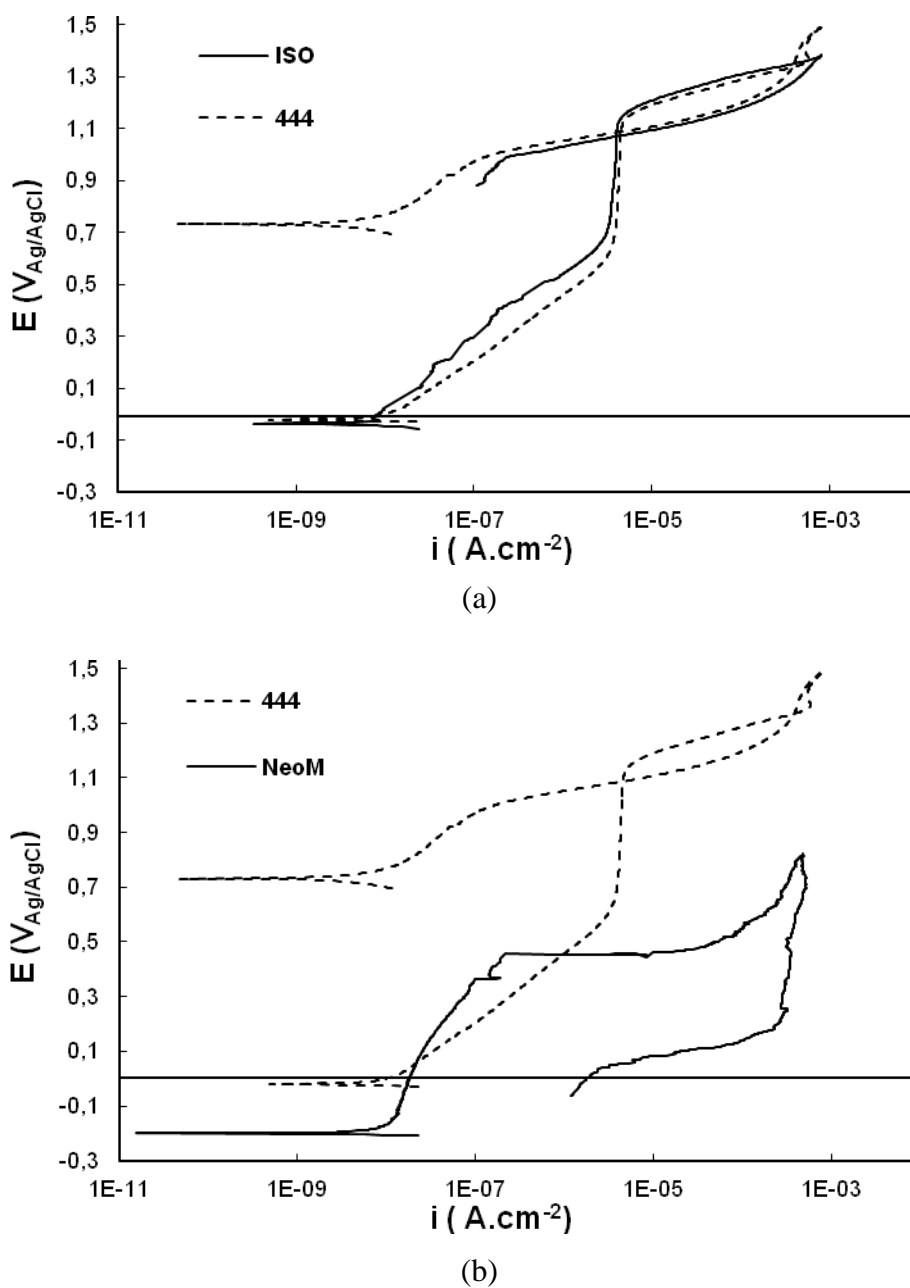 1,5
1,3
1,1
0,9
0,7
0,5
0,3
0,1
-0,1
-0,3
E (V Ag/AgCl)
ISO
444
1E-11 1E-09 1E-07 1E-05 1E-03
i ( A.cm-2)
(a)
1,5
1,3
1,1
0,9
0,7
0,5
0,3
0,1
-0,1
-0,3
E (V Ag/AgCl)
444
NeoM
1E-11 1E-09 1E-07 1E-05 1E-03
i ( A.cm-2)
(b)